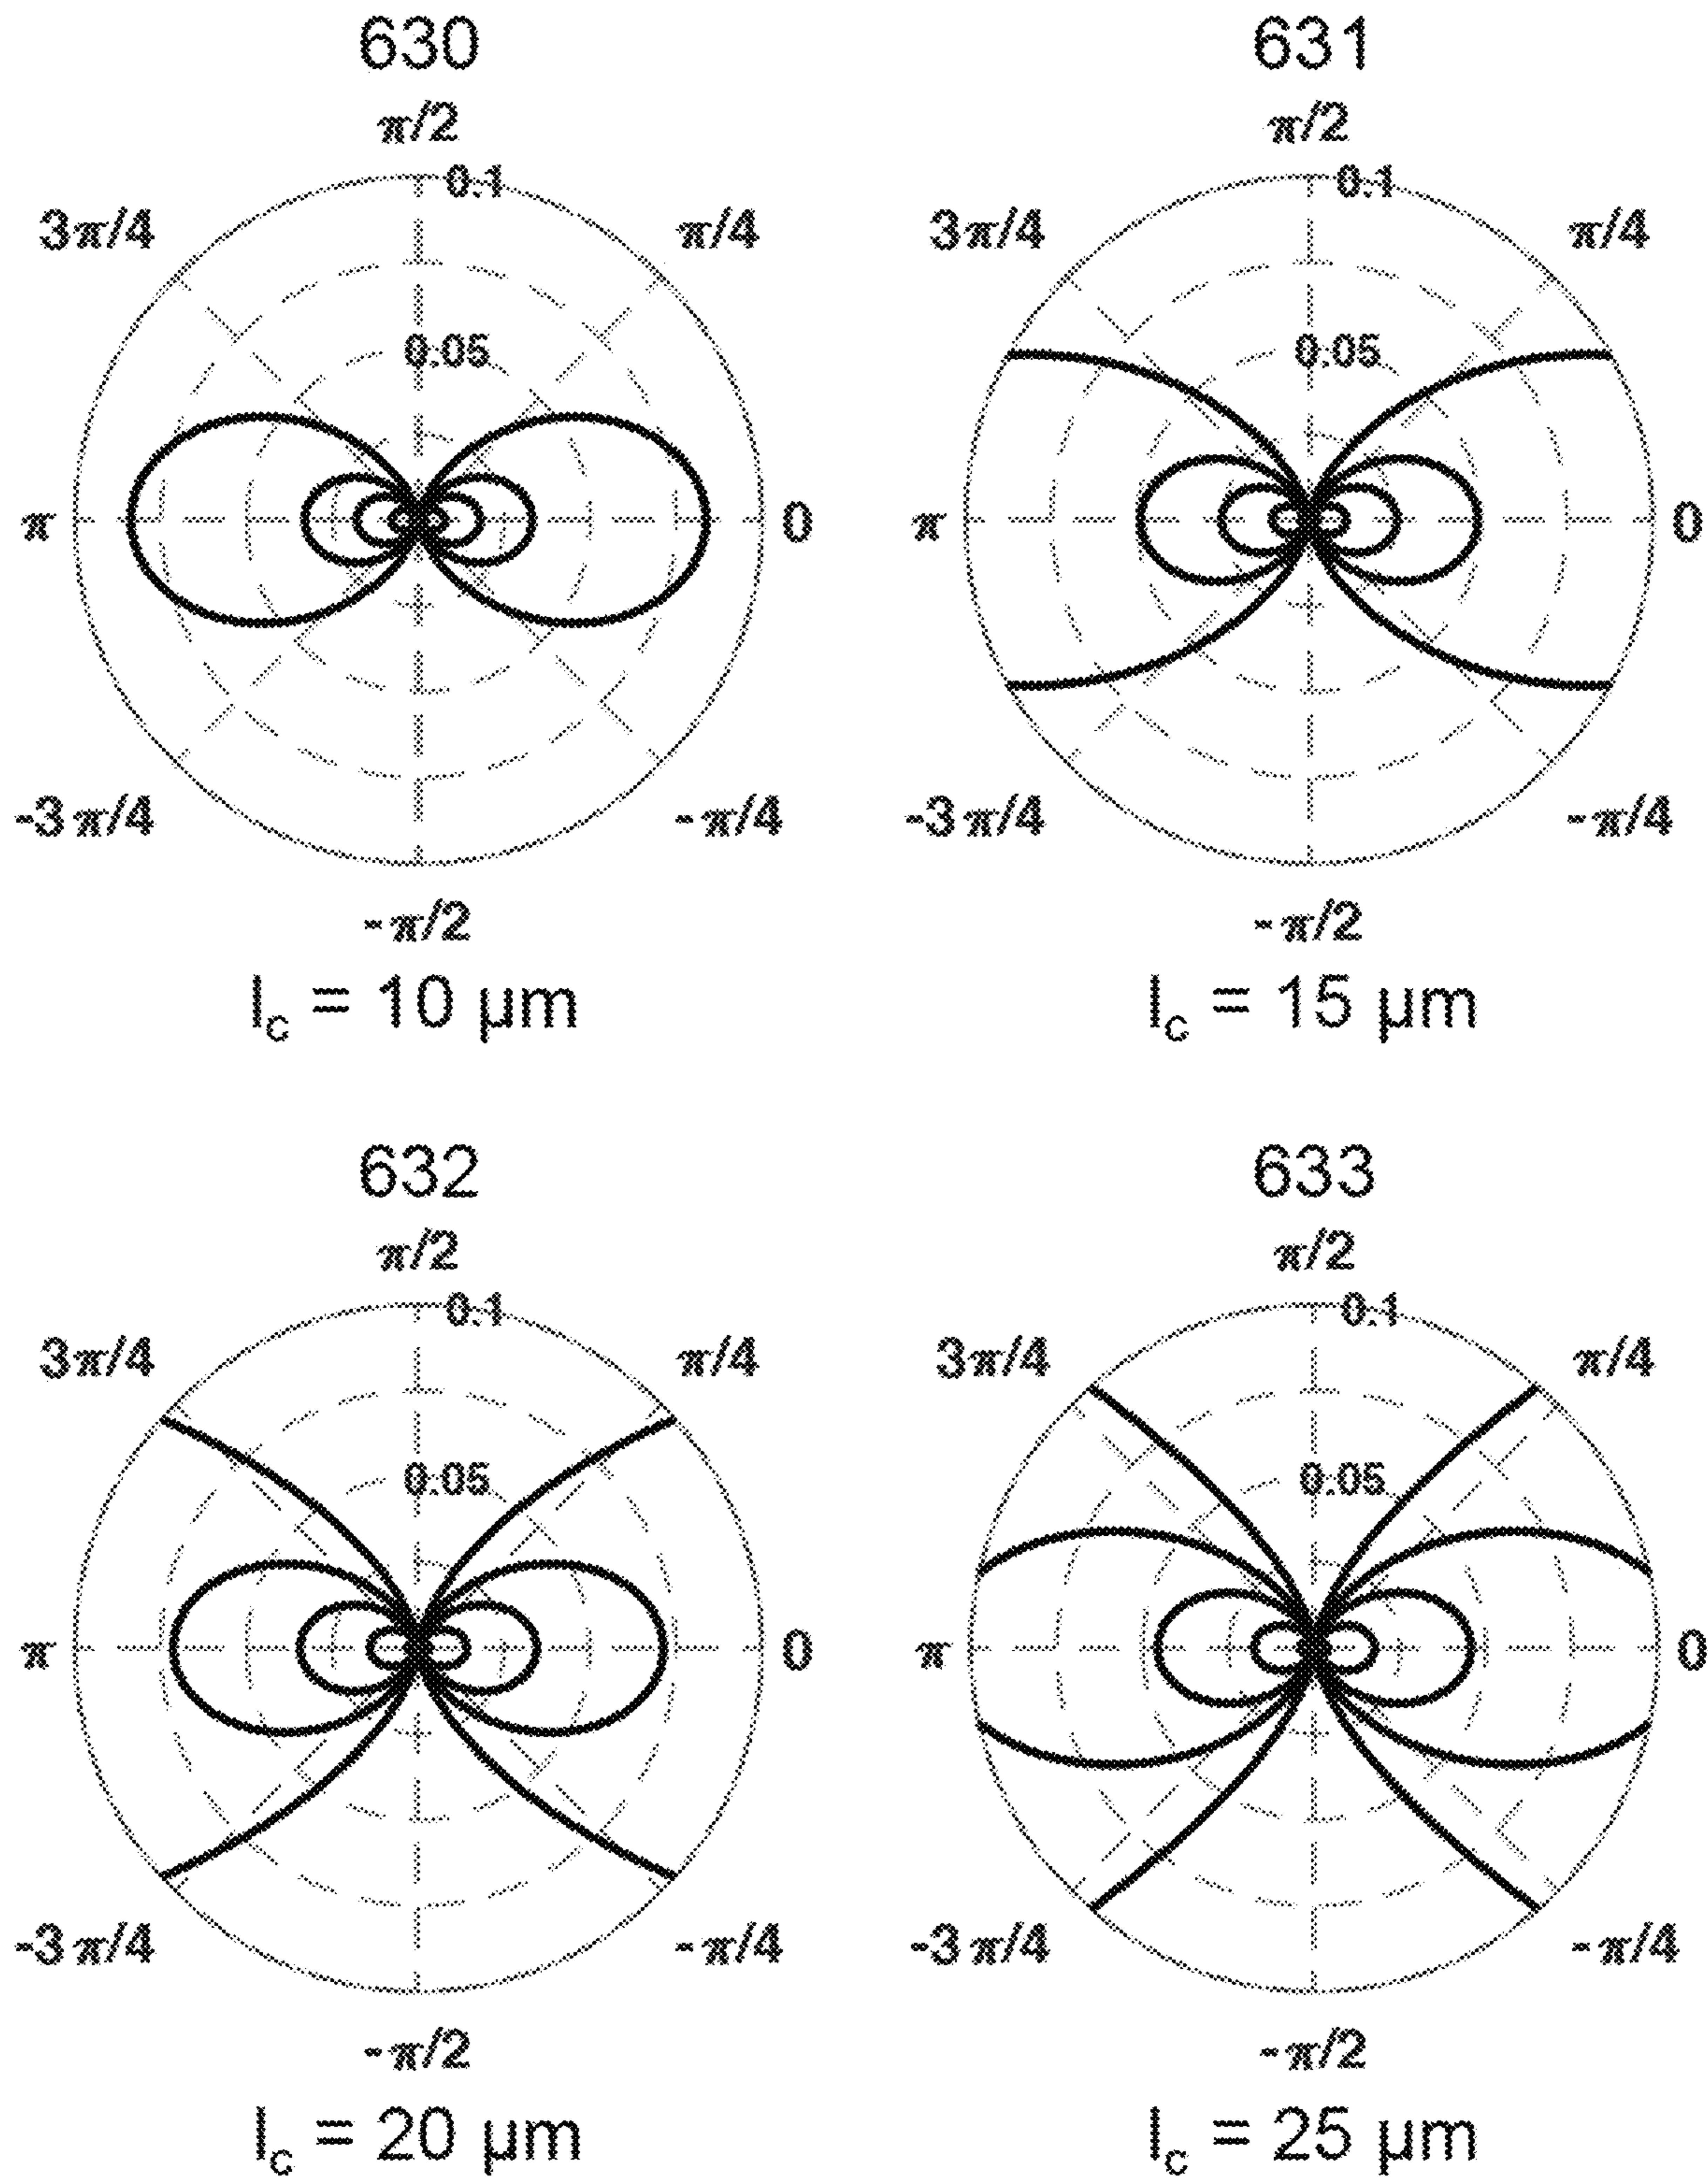 630 631
π/2 π/2
0.1 0.1
3π/4 π/4 3π/4 π/4
0.05 0.05
π 0 π 0
-3π/4 -π/4 -3π/4 -π/4
-π/2 -π/2
lc = 10 μm lc = 15 μm
632 633
π/2 π/2
0.1 0.1
3π/4 π/4 3π/4 π/4
0.05 0.05
π 0 π 0
-3π/4 -π/4 -3π/4 -π/4
-π/2 -π/2
lc = 20 μm lc = 25 μm